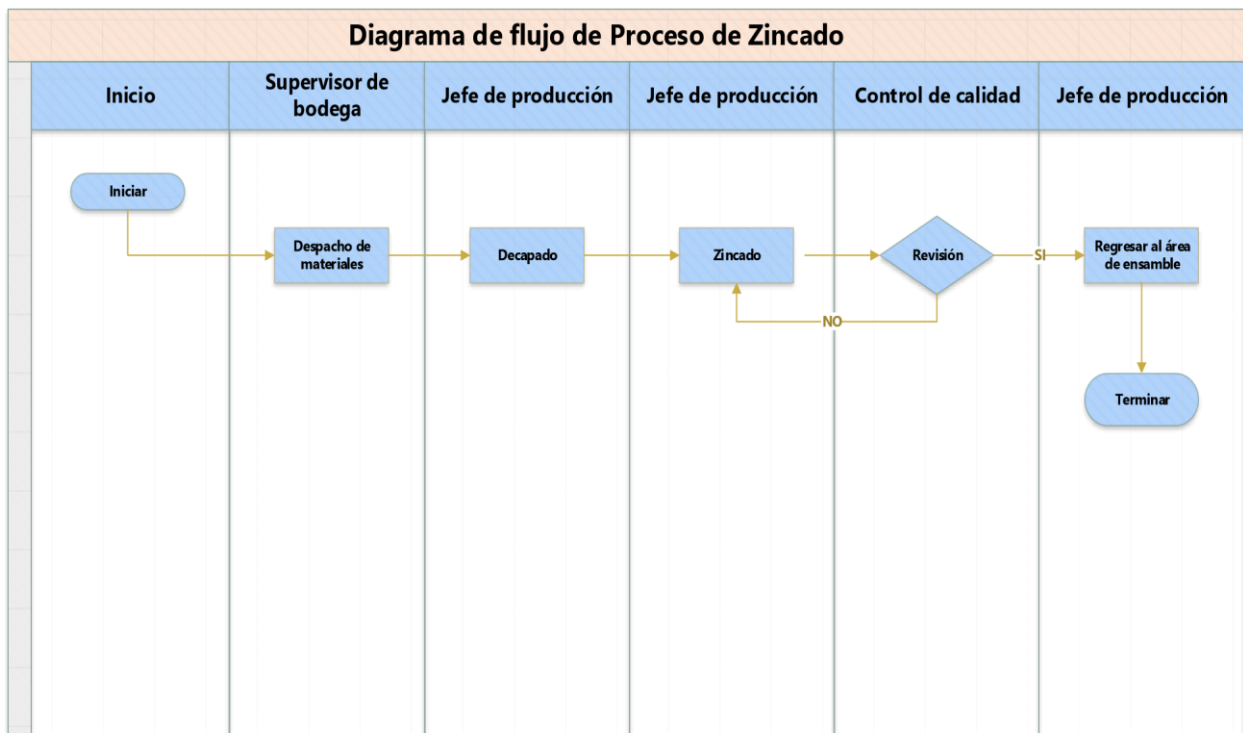 Diagrama de flujo de Proceso de Zincado
Inicio
Supervisor de
bodega
Jefe de producción
Jefe de producción
Control de calidad
Jefe de producción
Iniciar
Despacho de
materiales
Decapado
Zincado
Revisión
SI
Regresar al área
de ensamble
NO
Terminar